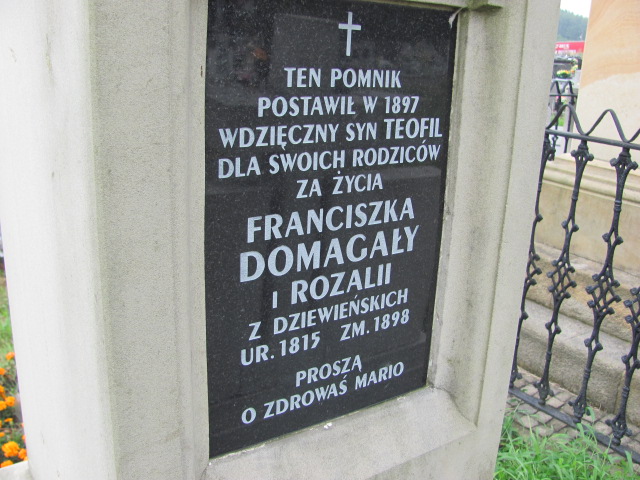 TEN POMNIK
POSTAWIŁ W 1897
WDZIĘCZNY SYN TEOFIL
DLA SWOICH RODZICÓW
ZA ŻYCIA
FRANCISZKA
DOMAGAŁY
I ROZALII
Z DZIEWIEŃSKICH
UR. 1815 ZM. 1898
PROSZĄ
O ZDROWAŚ MARIO